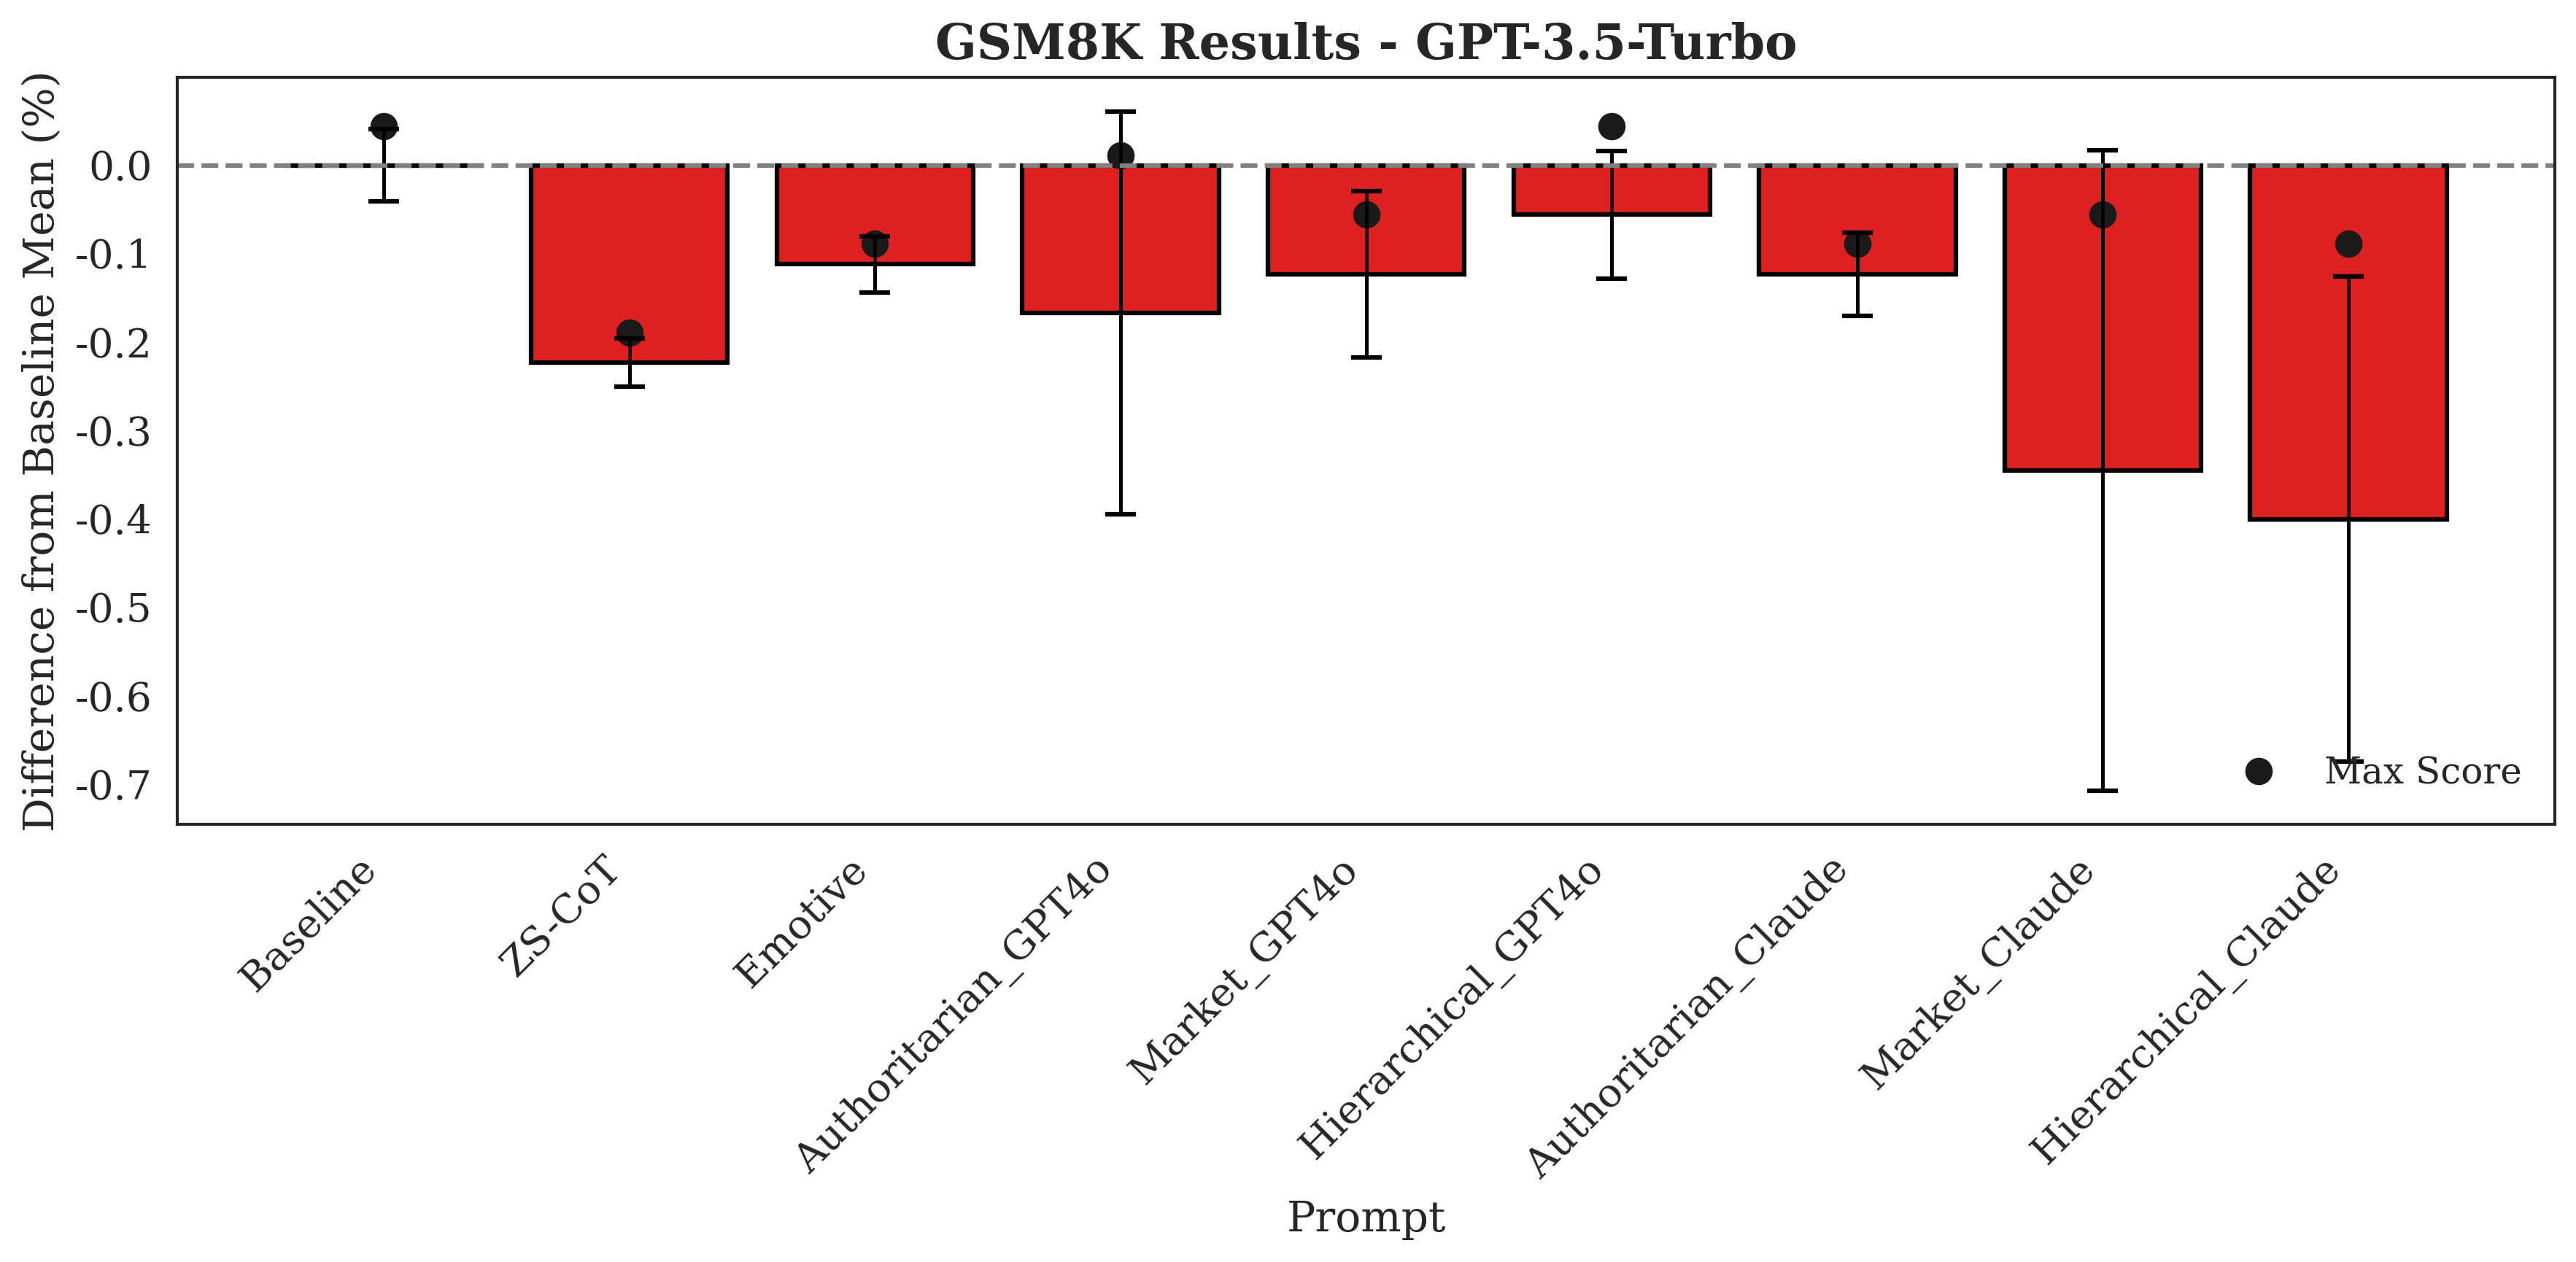 GSM8K Results - GPT-3.5-Turbo
Difference from Baseline Mean (%)
0.0
-0.1
-0.2
-0.3
-0.4
-0.5
-0.6
-0.7
Max Score
Baseline
ZS-CoT
Emotive
Authoritarian_GPT4o
Market_GPT4o
Hierarchical_GPT4o
Authoritarian_Claude
Market_Claude
Hierarchical_Claude
Prompt